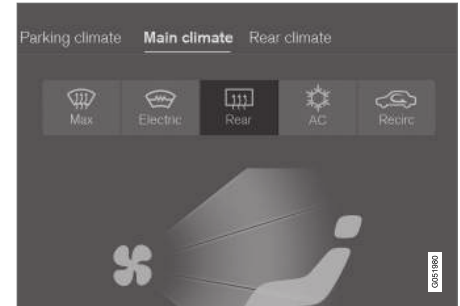 Parking climate Main climate Rear climate
Max Electric Rear AC Recirc
G051980